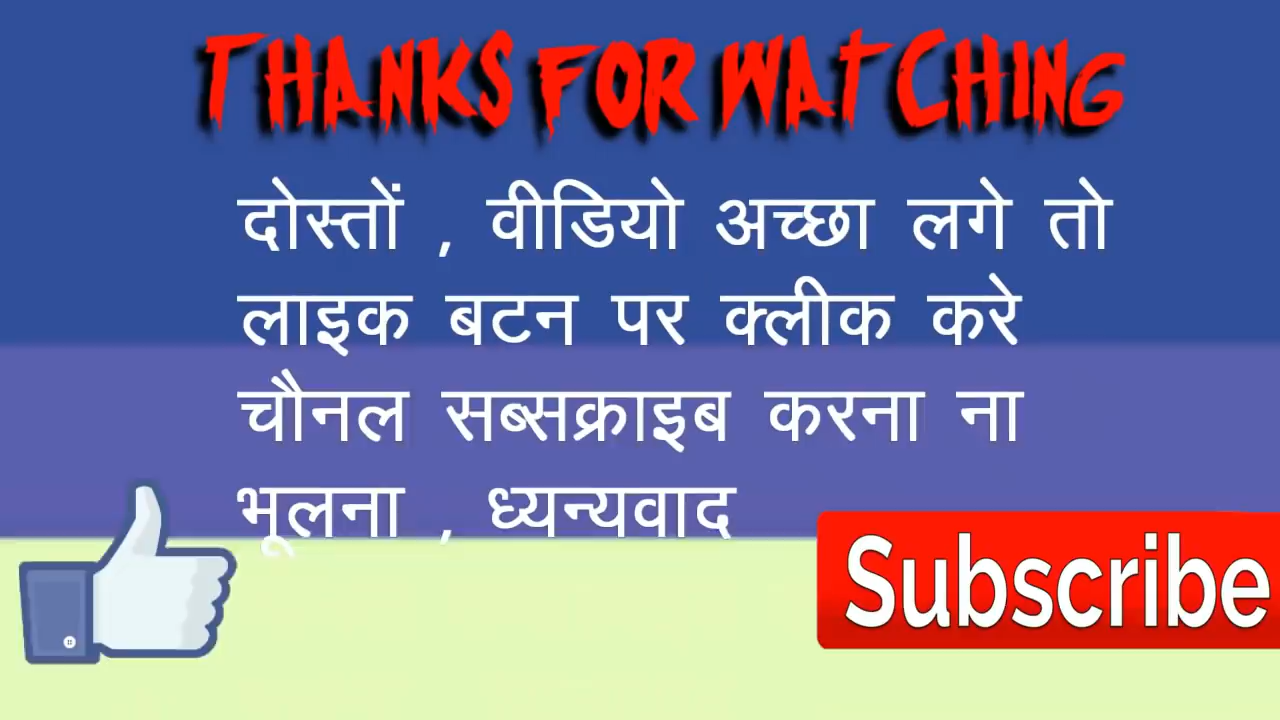 THANKS FOR WATCHING
दोस्तों , वीडियो अच्छा लगे तो
लाइक बटन पर क्लीक करे
चौनल सब्सक्राइब करना ना
भूलना , ध्यन्यवाद
Subscribe